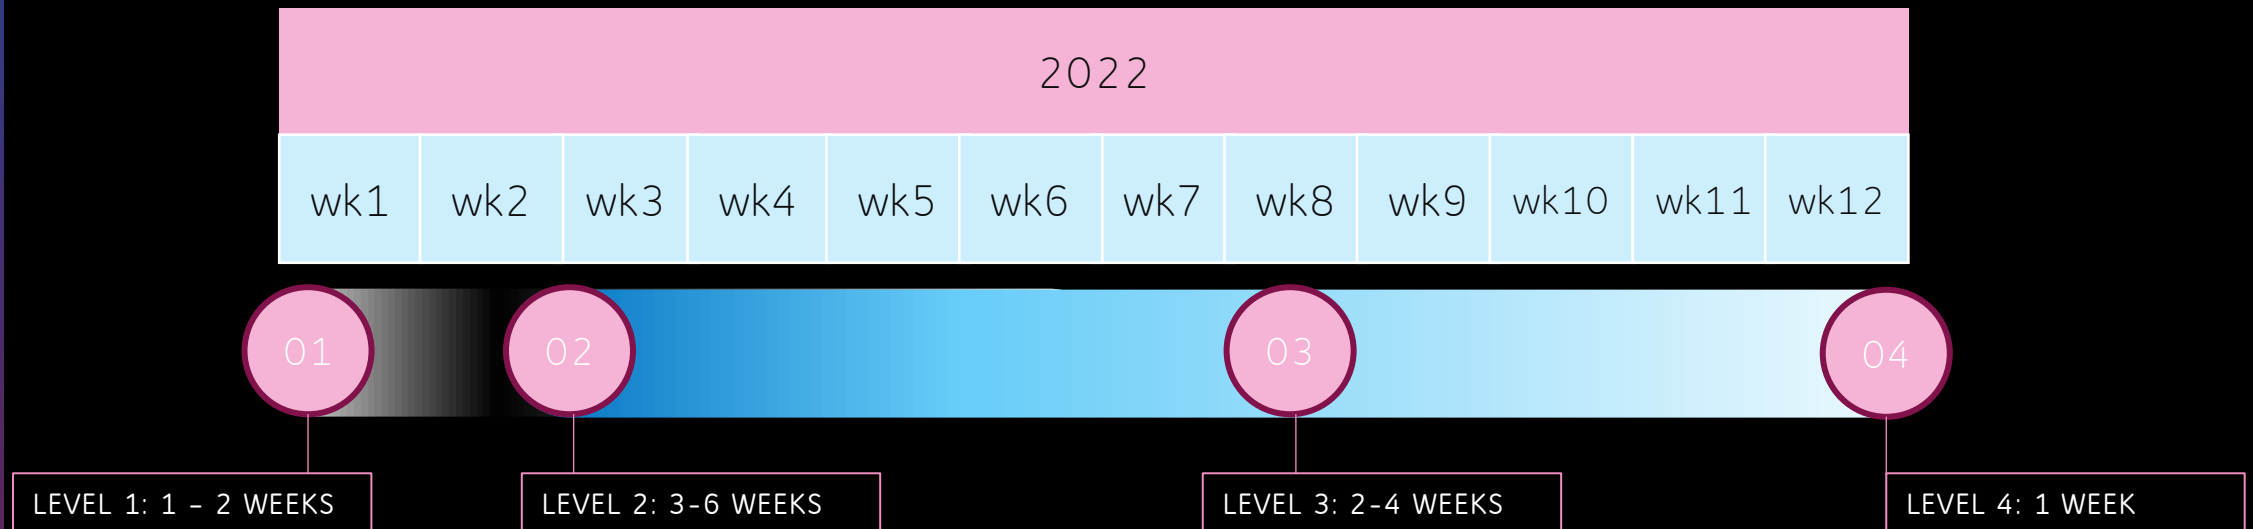 2022
wk1 wk2 wk3 wk4 wk5 wk6 wk7 wk8 wk9 wk10 wk11 wk12
01 02 03 04
LEVEL 1: 1 – 2 WEEKS
LEVEL 2: 3-6 WEEKS
LEVEL 3: 2-4 WEEKS
LEVEL 4: 1 WEEK